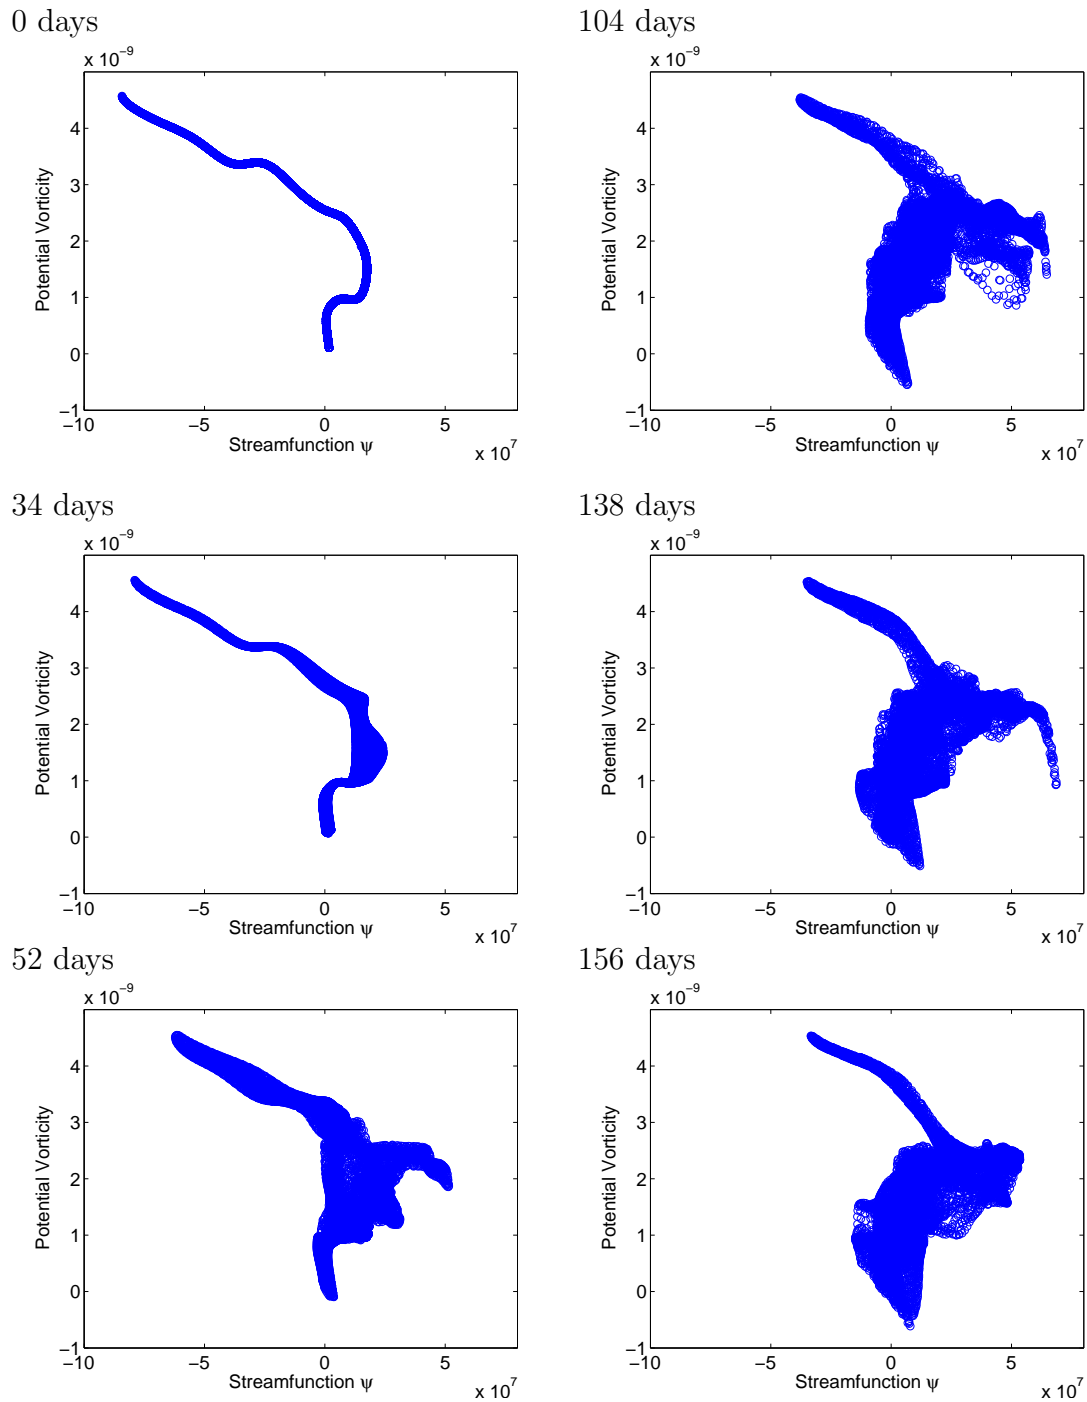 0 days
x 10⁻⁹
4
3
2
1
0
−1
Potential Vorticity
−10
−5
0
5
Streamfunction ψ
x 10⁷
104 days
x 10⁻⁹
4
3
2
1
0
−1
Potential Vorticity
−10
−5
0
5
Streamfunction ψ
x 10⁷
34 days
x 10⁻⁹
4
3
2
1
0
−1
Potential Vorticity
−10
−5
0
5
Streamfunction ψ
x 10⁷
138 days
x 10⁻⁹
4
3
2
1
0
−1
Potential Vorticity
−10
−5
0
5
Streamfunction ψ
x 10⁷
52 days
x 10⁻⁹
4
3
2
1
0
−1
Potential Vorticity
−10
−5
0
5
Streamfunction ψ
x 10⁷
156 days
x 10⁻⁹
4
3
2
1
0
−1
Potential Vorticity
−10
−5
0
5
Streamfunction ψ
x 10⁷